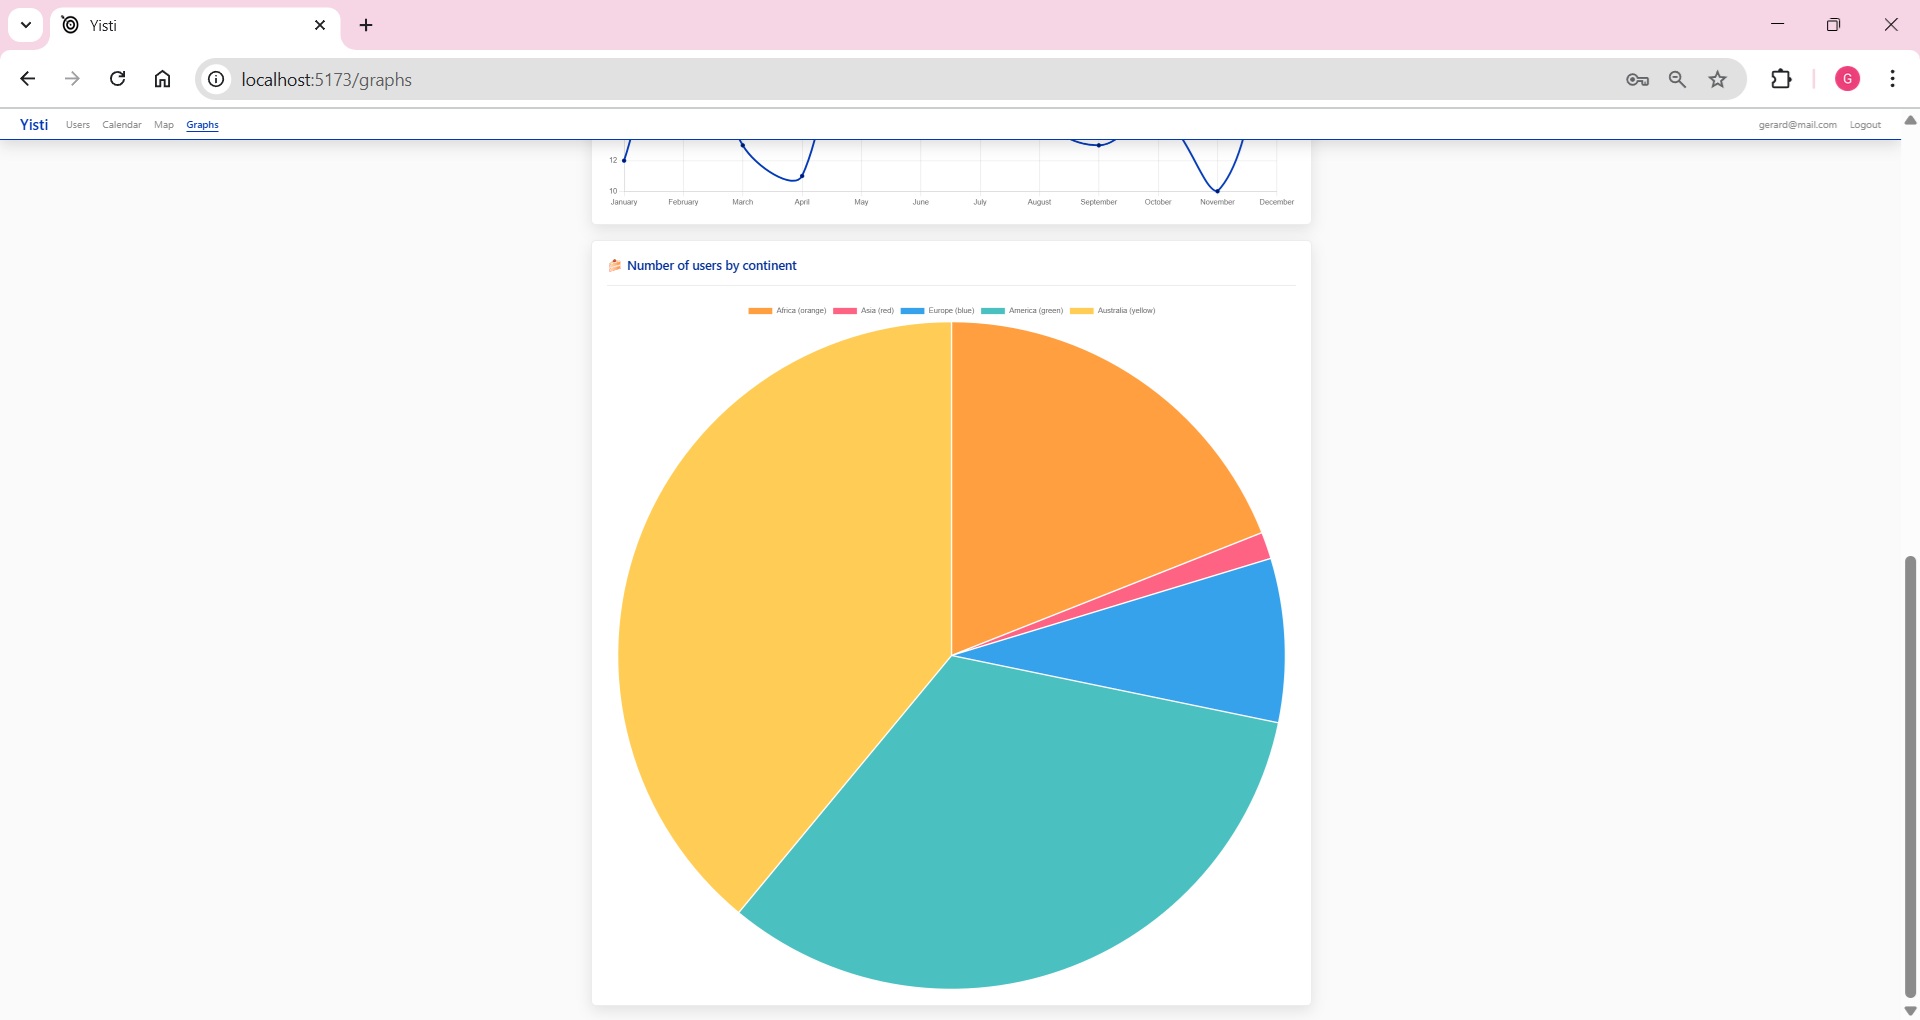 Yisti
localhost:5173/graphs
G
Yisti Users Calendar Map Graphs gerard@mail.com Logout
12
10
January February March April May June July August September October November December
Number of users by continent
Africa (orange) Asia (red) Europe (blue) America (green) Australia (yellow)